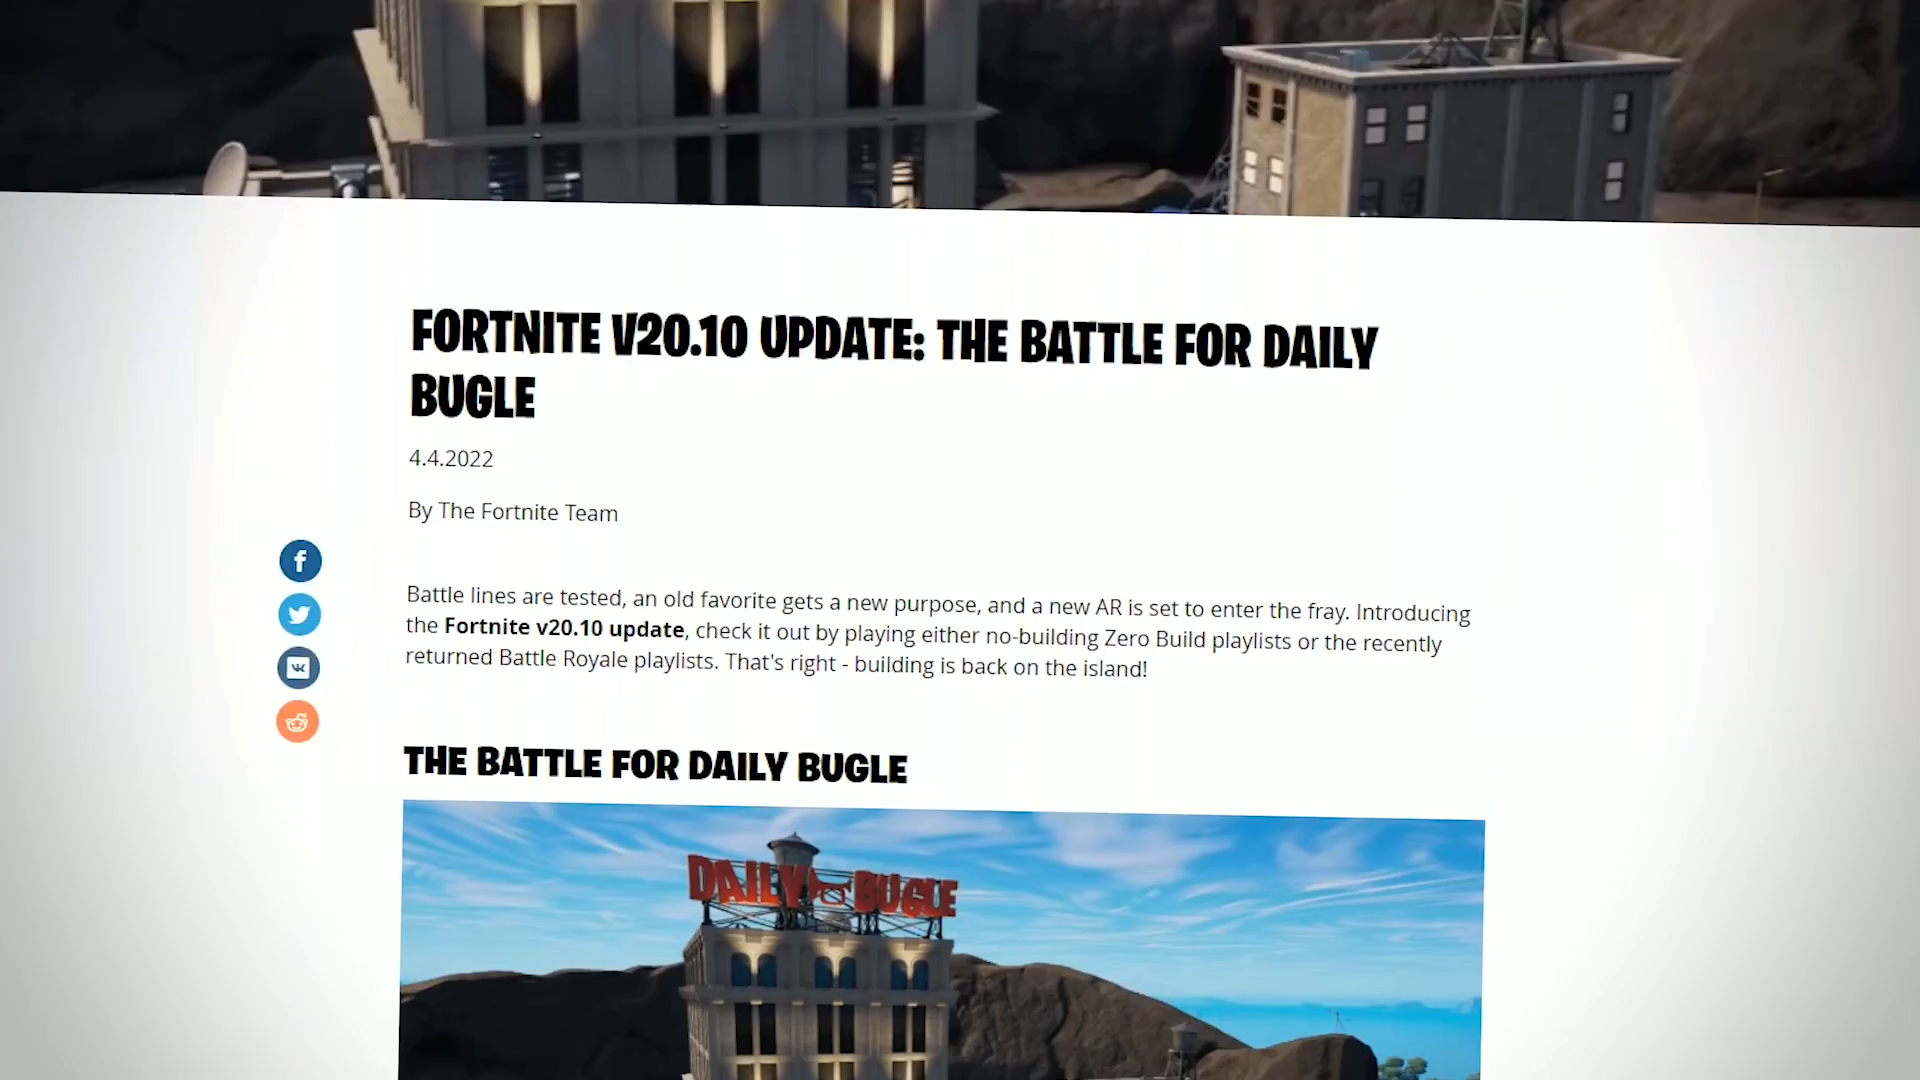 FORTNITE V20.10 UPDATE: THE BATTLE FOR DAILY
BUGLE
4.4.2022
By The Fortnite Team
Battle lines are tested, an old favorite gets a new purpose, and a new AR is set to enter the fray. Introducing
the Fortnite v20.10 update, check it out by playing either no-building Zero Build playlists or the recently
returned Battle Royale playlists. That's right - building is back on the island!
THE BATTLE FOR DAILY BUGLE
DAILY BUGLE